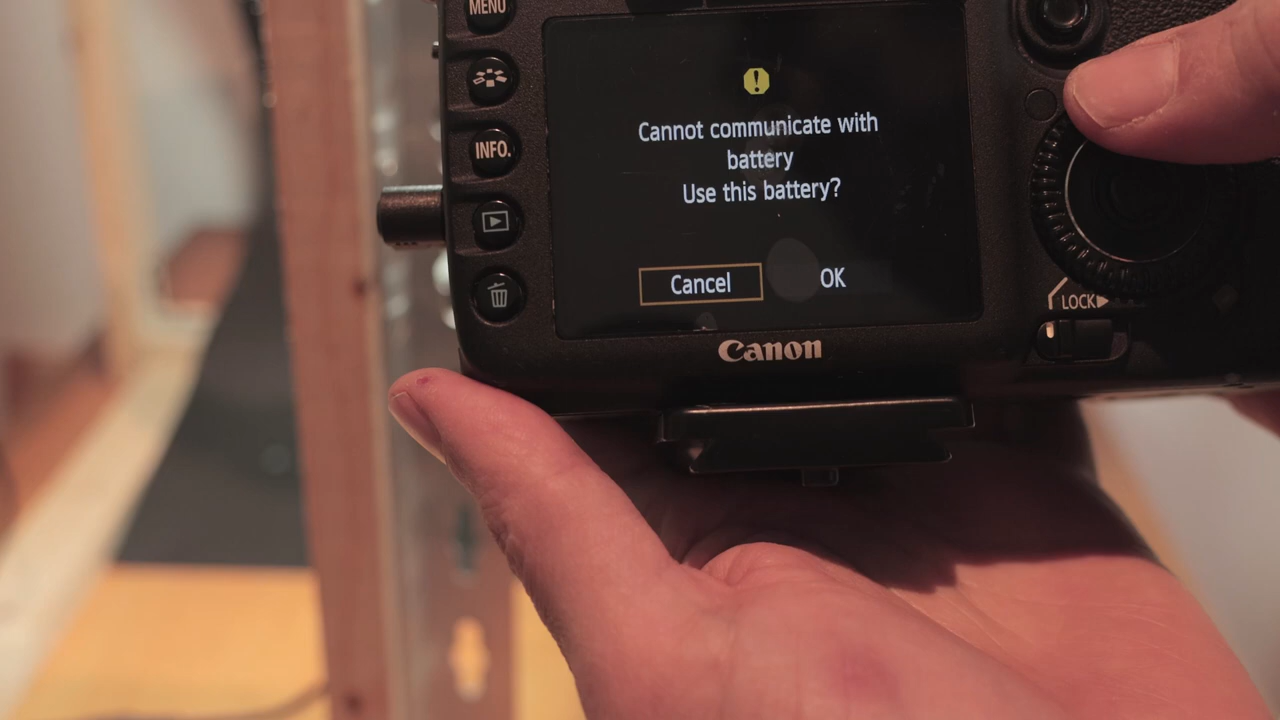 MENU
INFO.
!
Cannot communicate with
battery
Use this battery?
Cancel
OK
LOCK
Canon